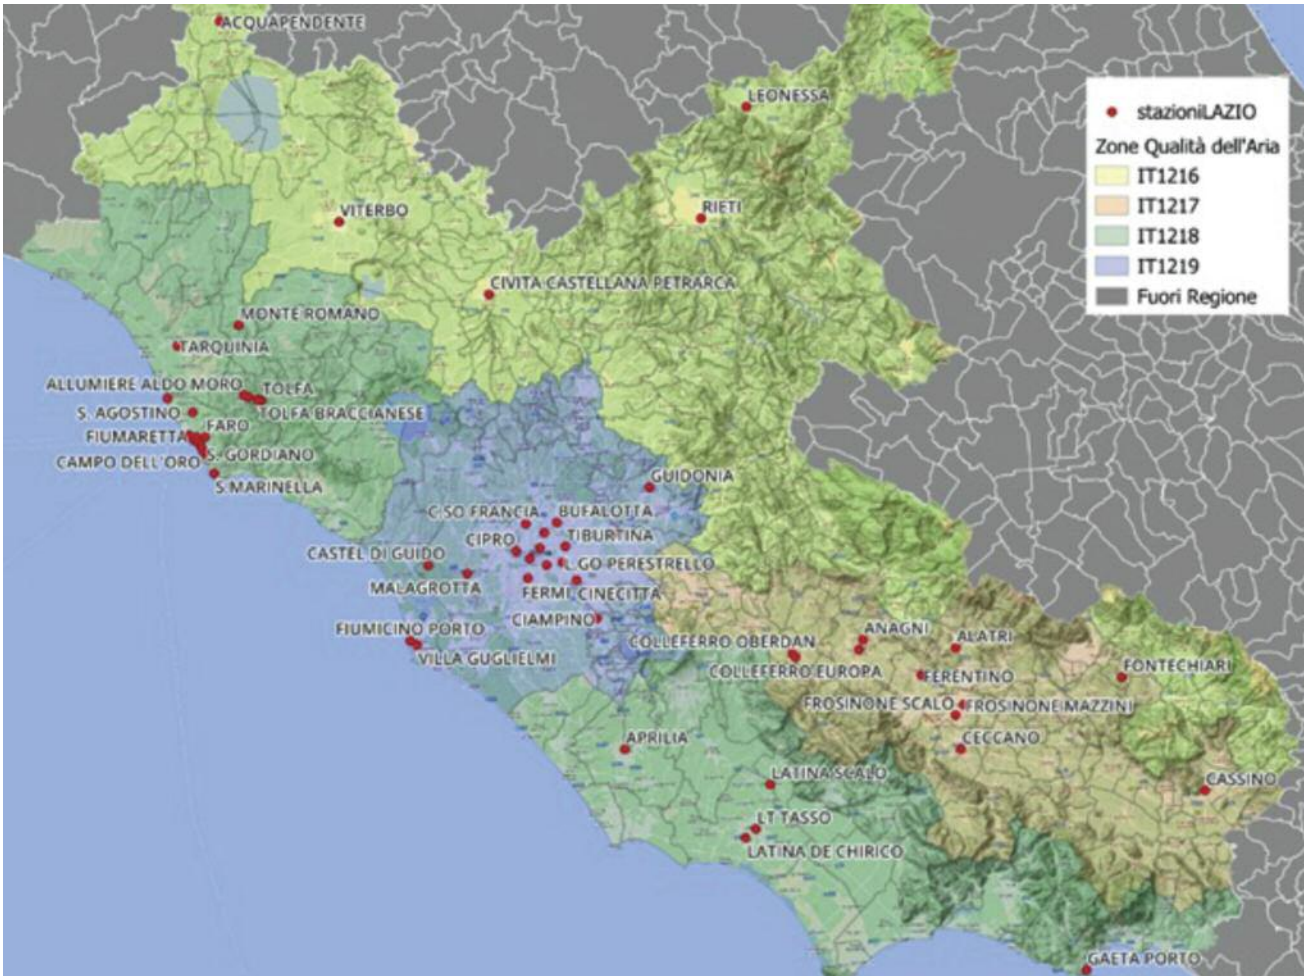 ACQUAPENDENTE
LEONESSA
stazioniLAZIO
Zone Qualità dell'Aria
IT1216
IT1217
IT1218
IT1219
Fuori Regione
VITERBO
RIETI
CIVITA CASTELLANA PETRARCA
MONTE ROMANO
TARQUINIA
ALLUMIERE ALDO MORO
TOLFA
S. AGOSTINO
TOLFA BRACCIANESE
FARO
FIUMARETTA
S. GORDIANO
CAMPO DELL'ORO
S.MARINELLA
GUIDONIA
C.SO FRANCIA
BUFALOTTA
CIPRO
TIBURTINA
CASTEL DI GUIDO
L.GO PERESTRELLO
MALAGROTTA
FERMI
CINECITTA
CIAMPINO
FIUMICINO PORTO
VILLA GUGLIELMI
COLLEFERRO OBERDAN
ANAGNI
ALATRI
COLLEFERRO EUROPA
FERENTINO
FONTECHIARI
FROSINONE SCALO
FROSINONE MAZZINI
APRILIA
CECCANO
LATINA SCALO
CASSINO
LT TASSO
LATINA DE CHIRICO
GAETA PORTO